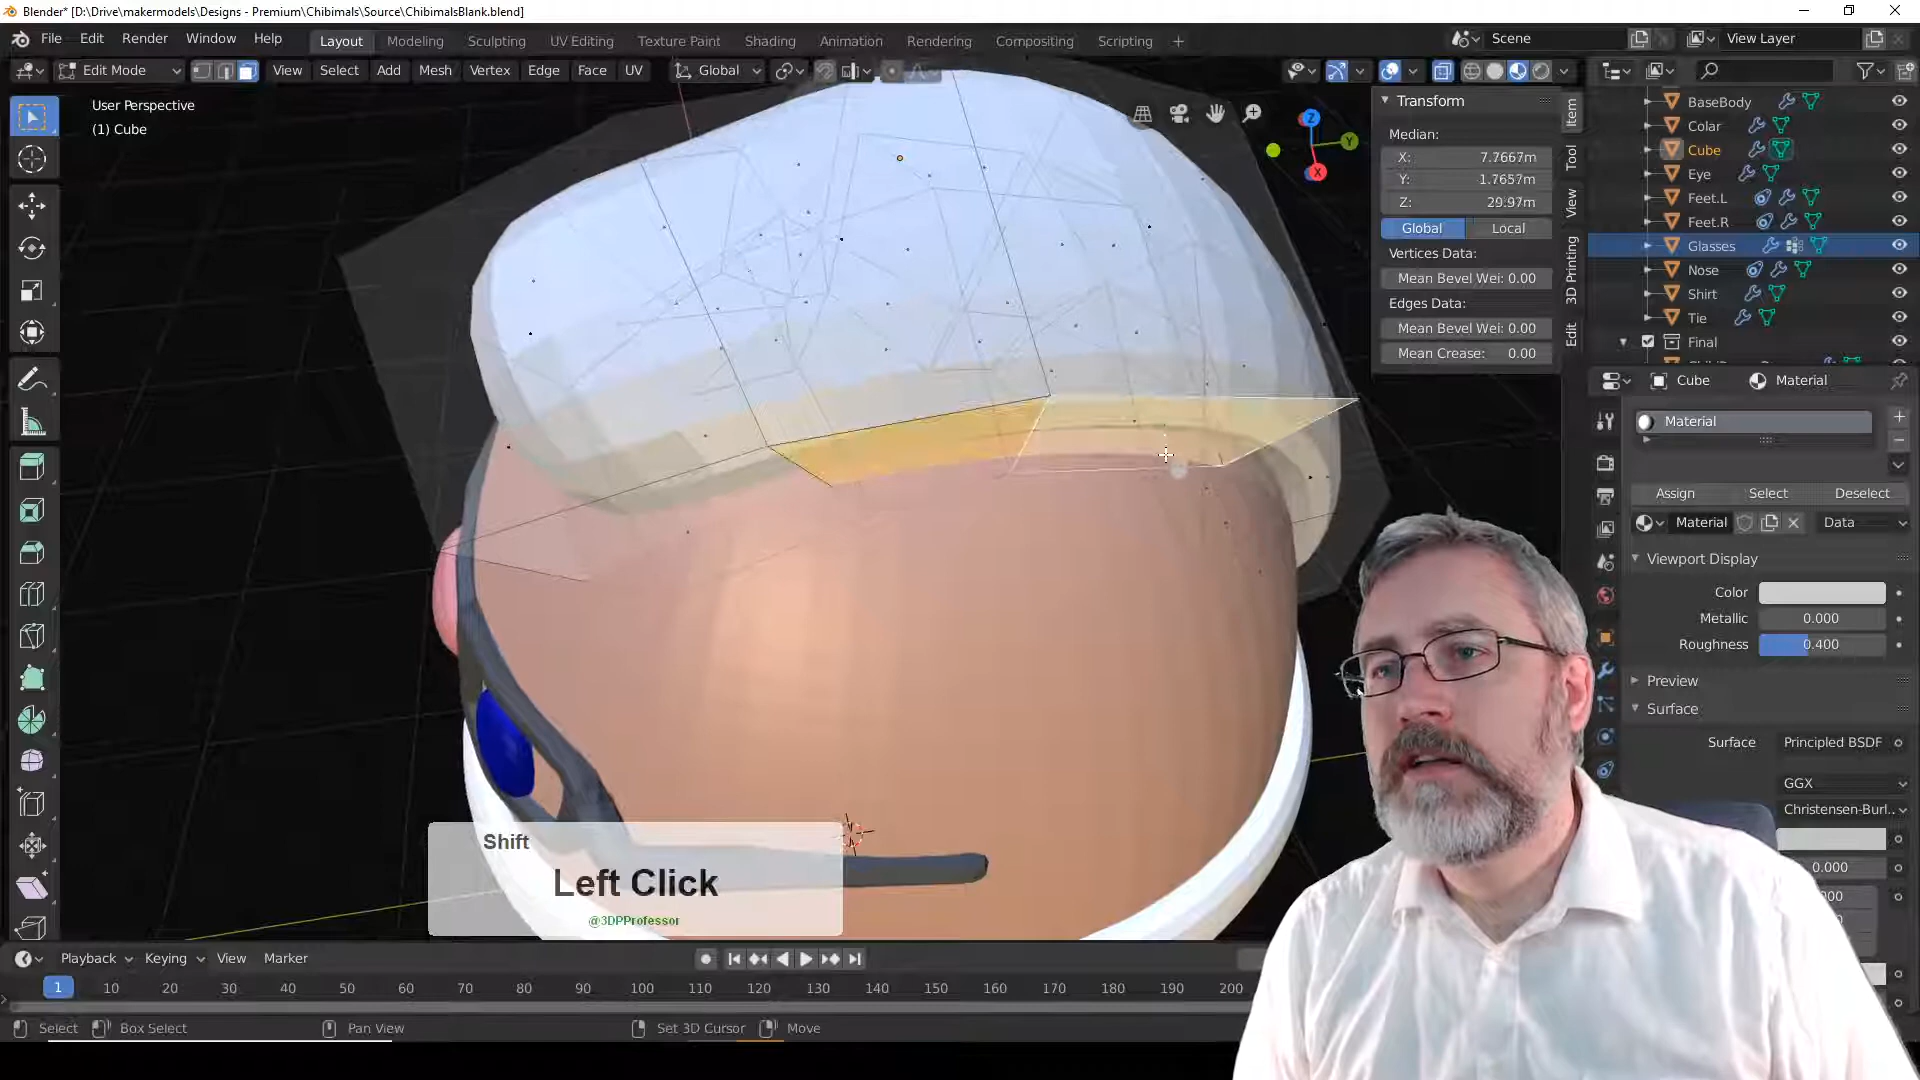 Blender* [D:\Drive\makermodels\Designs - Premium\Chibimals\Source\ChibimalsBlank.blend]
File Edit Render Window Help
Layout Modeling Sculpting UV Editing Texture Paint Shading Animation Rendering Compositing Scripting +
Scene
View Layer
Edit Mode View Select Add Mesh Vertex Edge Face UV
Global
User Perspective
(1) Cube
Z
Y
X
Transform
Median:
X: 7.7667m
Y: -1.7657m
Z: 29.97m
Global Local
Vertices Data:
Mean Bevel Wei: 0.00
Edges Data:
Mean Bevel Wei: 0.00
Mean Crease: 0.00
Item
Tool
View
3D Printing
Edit
BaseBody
Colar
Cube
Eye
Feet.L
Feet.R
Glasses
Nose
Shirt
Tie
Final
Cube Material
Material
Assign Select Deselect
Material Data
Viewport Display
Color
Metallic 0.000
Roughness 0.400
Preview
Surface
Surface Principled BSDF
GGX
Christensen-Burl..
0.000
Shift
Left Click
@3DPProfessor
Playback Keying View Marker
1 10 20 30 40 50 60 70 80 90 100 110 120 130 140 150 160 170 180 190 200
Select Box Select Pan View Set 3D Cursor Move